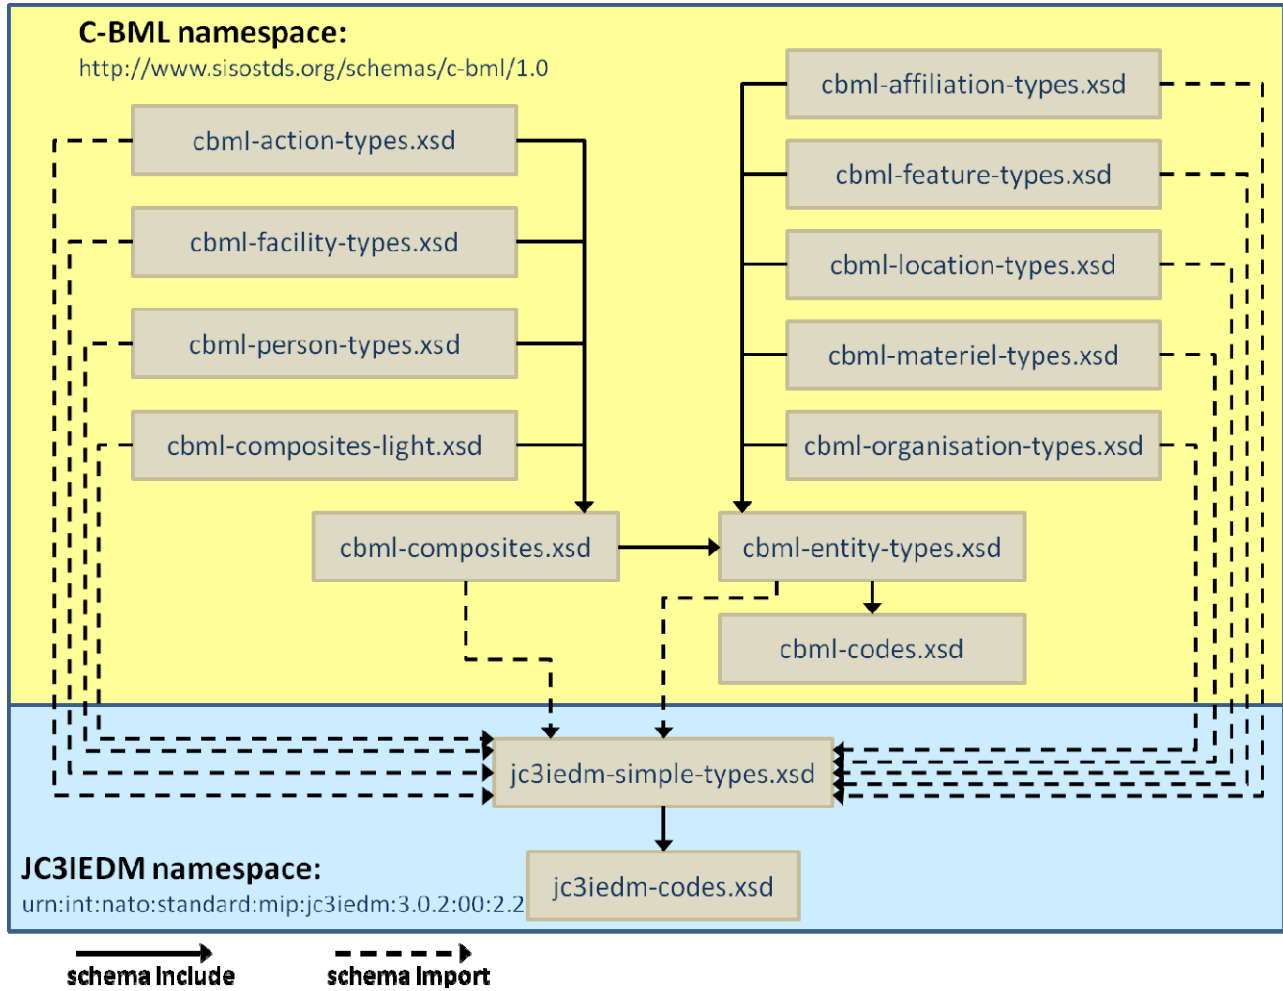 C-BML namespace:
http://www.sisostds.org/schemas/c-bml/1.0
cbml-action-types.xsd
cbml-facility-types.xsd
cbml-person-types.xsd
cbml-composites-light.xsd
cbml-affiliation-types.xsd
cbml-feature-types.xsd
cbml-location-types.xsd
cbml-materiel-types.xsd
cbml-organisation-types.xsd
cbml-composites.xsd
cbml-entity-types.xsd
cbml-codes.xsd
jc3iedm-simple-types.xsd
JC3IEDM namespace:
urn:int:nato:standard:mip:jc3iedm:3.0.2:00:2.2
jc3iedm-codes.xsd
schema Include
schema Import